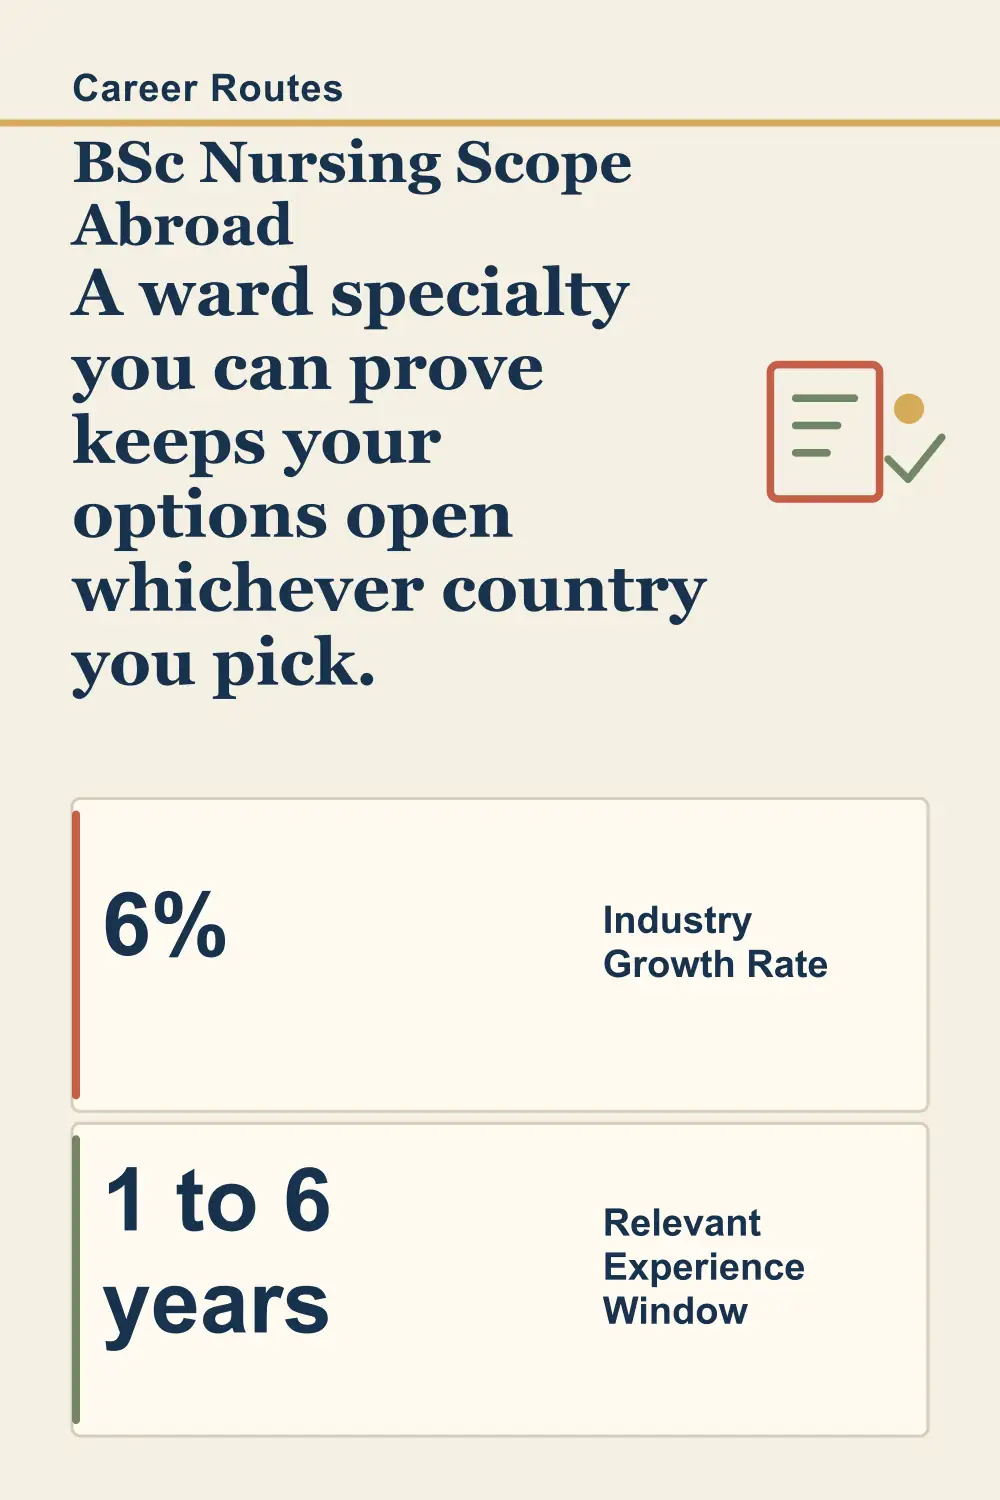 Career Routes
BSc Nursing Scope
Abroad
A ward specialty
you can prove
keeps your
options open
whichever country
you pick.
6%
Industry
Growth Rate
1 to 6
years
Relevant
Experience
Window